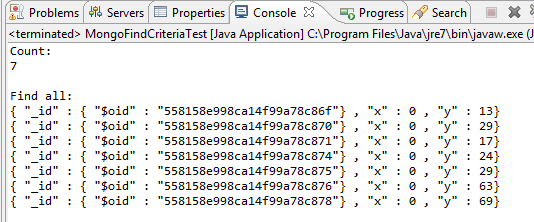 Problems Servers Properties Console Progress Search
<terminated> MongoFindCriteriaTest [Java Application] C:\Program Files\Java\jre7\bin\javaw.exe (J
Count:
7
Find all:
{ "_id" : { "$oid" : "558158e998ca14f99a78c86f"} , "x" : 0 , "y" : 13}
{ "_id" : { "$oid" : "558158e998ca14f99a78c870"} , "x" : 0 , "y" : 29}
{ "_id" : { "$oid" : "558158e998ca14f99a78c871"} , "x" : 0 , "y" : 17}
{ "_id" : { "$oid" : "558158e998ca14f99a78c874"} , "x" : 0 , "y" : 24}
{ "_id" : { "$oid" : "558158e998ca14f99a78c875"} , "x" : 0 , "y" : 29}
{ "_id" : { "$oid" : "558158e998ca14f99a78c876"} , "x" : 0 , "y" : 63}
{ "_id" : { "$oid" : "558158e998ca14f99a78c878"} , "x" : 0 , "y" : 69}